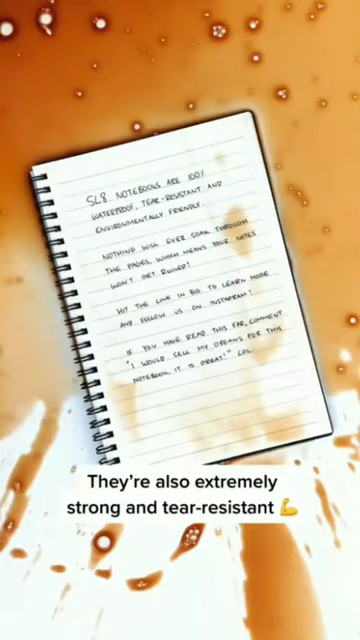 SL8 NOTEBOOKS ARE 100%
WATERPROOF, TEAR-RESISTANT AND
ENVIRONMENTALLY FRIENDLY.
NOTHING WILL EVER SOAK THROUGH
THE PAGES, WHICH MEANS YOUR NOTES
WON'T GET RUINED!
HIT THE LINK IN BIO TO LEARN MORE
AND FOLLOW US ON INSTAGRAM!
IF YOU HAVE READ THIS FAR, COMMENT
"I WOULD SELL MY ORGANS FOR THIS
NOTEBOOK, IT IS GREAT!" LOL.
They're also extremely
strong and tear-resistant 💪